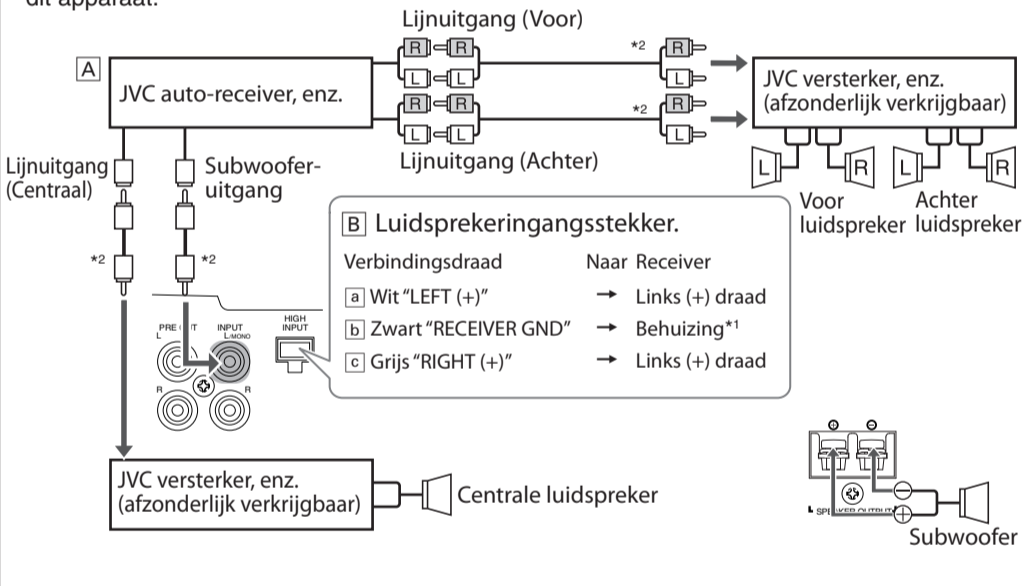 dit apparaat.
Lijnuitgang (Voor)
R R *2 R
L L L
A
JVC auto-receiver, enz.
JVC versterker, enz.
(afzonderlijk verkrijgbaar)
R R *2 R
L L L
Lijnuitgang (Achter)
L R L R
Voor
luidspreker
Achter
luidspreker
Lijnuitgang
(Centraal)
Subwoofer-
uitgang
*2 *2
B Luidsprekeringangsstekker.
Verbindingsdraad Naar Receiver
a Wit “LEFT (+)” → Links (+) draad
b Zwart “RECEIVER GND” → Behuizing*1
c Grijs “RIGHT (+)” → Links (+) draad
HIGH
INPUT
PRE INPUT
L L/MONO
R R
JVC versterker, enz.
(afzonderlijk verkrijgbaar)
Centrale luidspreker
+ −
−
+
L
Subwoofer